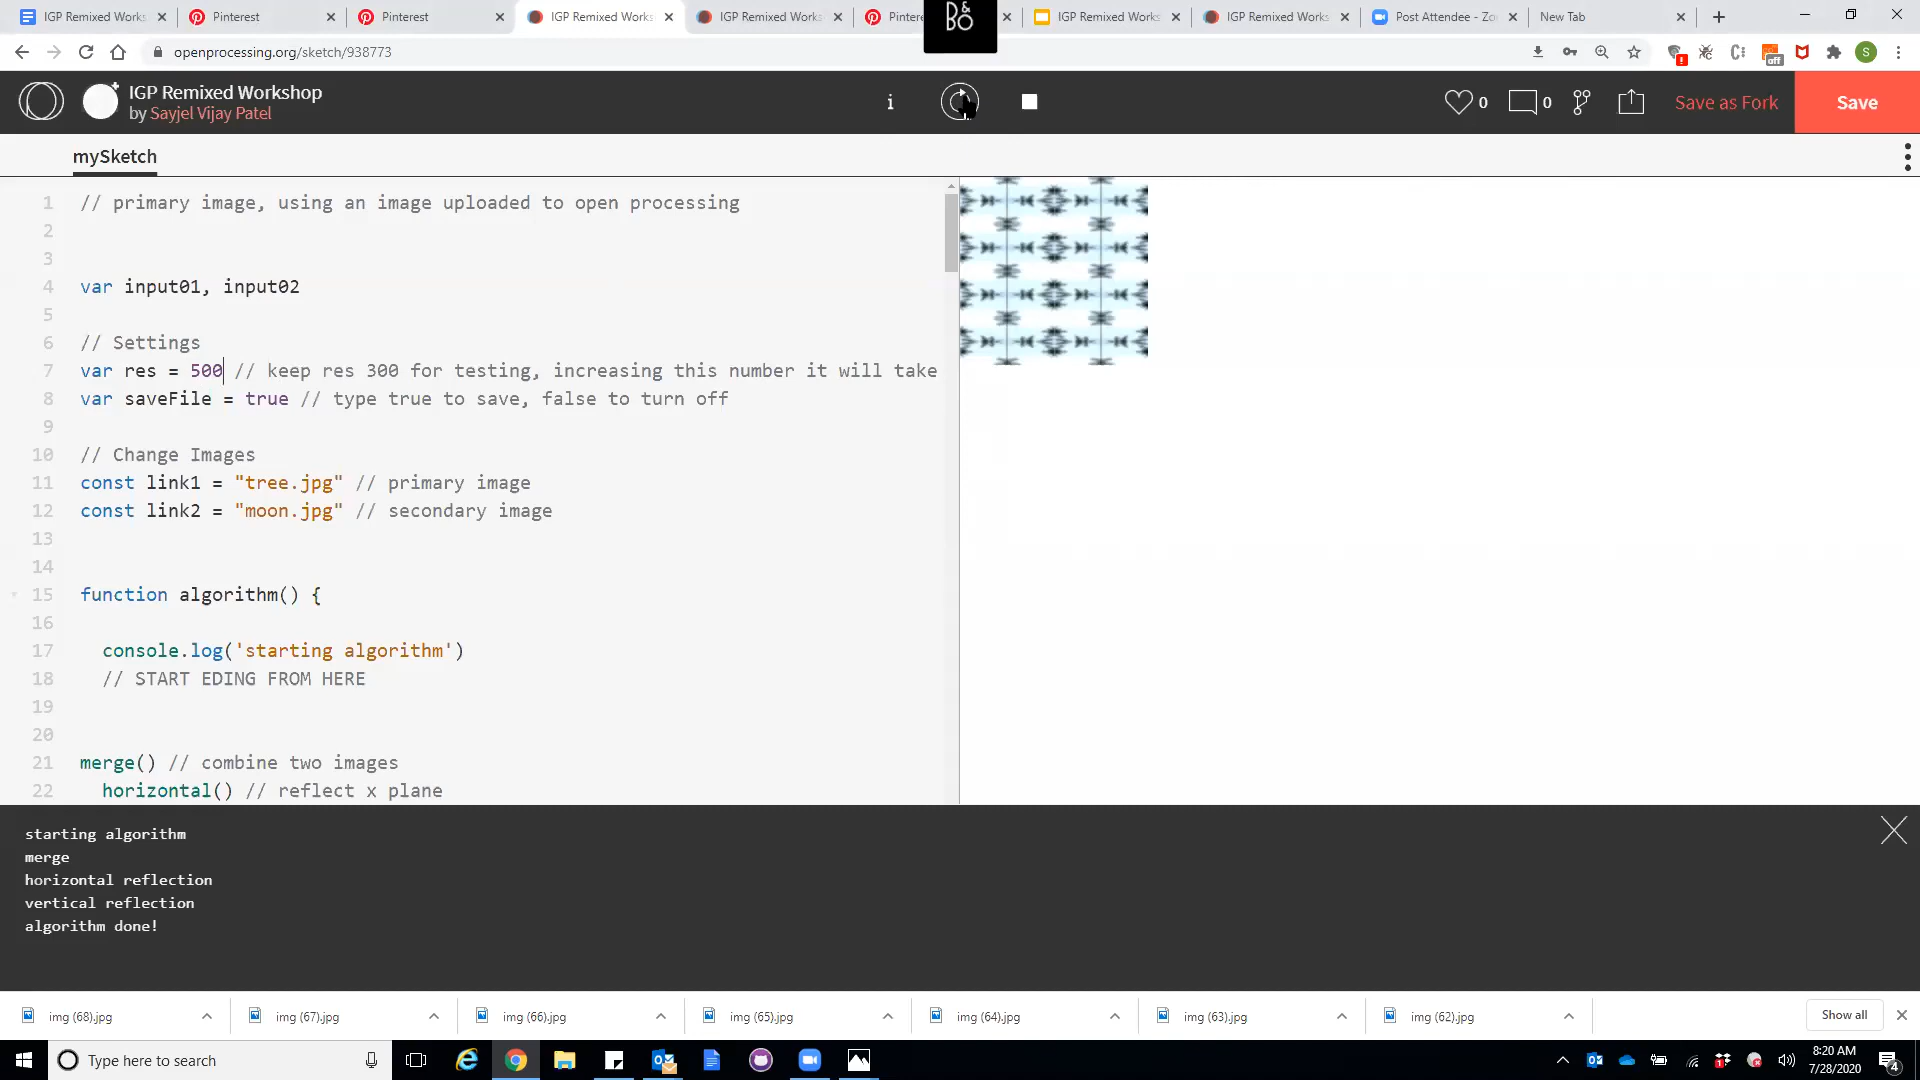 IGP Remixed Works
Pinterest
Pinterest
IGP Remixed Works
IGP Remixed Works
Pintere
IGP Remixed Works
IGP Remixed Works
Post Attendee - Zo
New Tab
openprocessing.org/sketch/938773
off
S
IGP Remixed Workshop
by Sayjel Vijay Patel
i
0
0
Save as Fork
Save
mySketch
1 // primary image, using an image uploaded to open processing
2
3
4 var input01, input02
5
6 // Settings
7 var res = 500 // keep res 300 for testing, increasing this number it will take
8 var saveFile = true // type true to save, false to turn off
9
10 // Change Images
11 const link1 = "tree.jpg" // primary image
12 const link2 = "moon.jpg" // secondary image
13
14
15 function algorithm() {
16
17 console.log('starting algorithm')
18 // START EDING FROM HERE
19
20
21 merge() // combine two images
22 horizontal() // reflect x plane
starting algorithm
merge
horizontal reflection
vertical reflection
algorithm done!
img (68).jpg
img (67).jpg
img (66).jpg
img (65).jpg
img (64).jpg
img (63).jpg
img (62).jpg
Show all
Type here to search
8:20 AM
7/28/2020
4